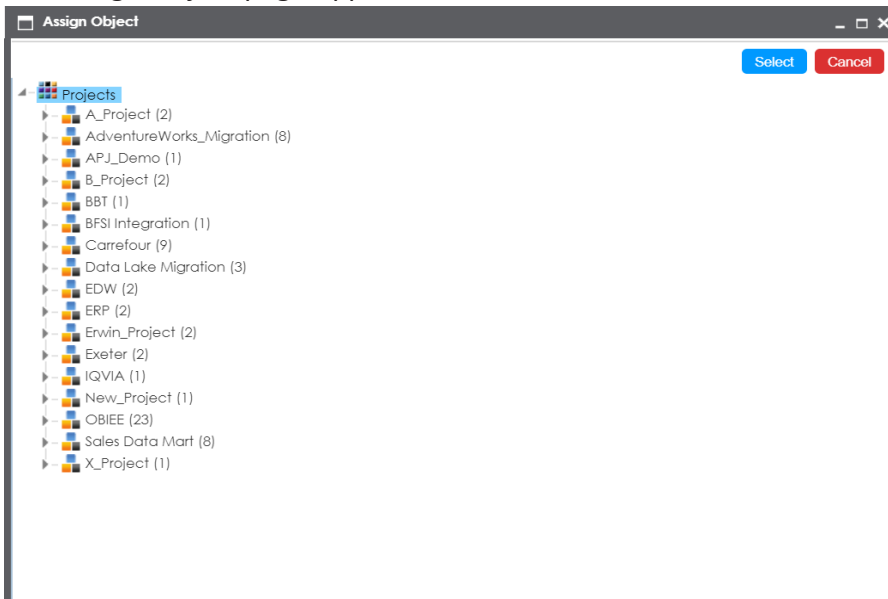 Assign Object
Select Cancel
Projects
A_Project (2)
AdventureWorks_Migration (8)
APJ_Demo (1)
B_Project (2)
BBT (1)
BFSI Integration (1)
Carrefour (9)
Data Lake Migration (3)
EDW (2)
ERP (2)
Erwin_Project (2)
Exeter (2)
IQVIA (1)
New_Project (1)
OBIEE (23)
Sales Data Mart (8)
X_Project (1)